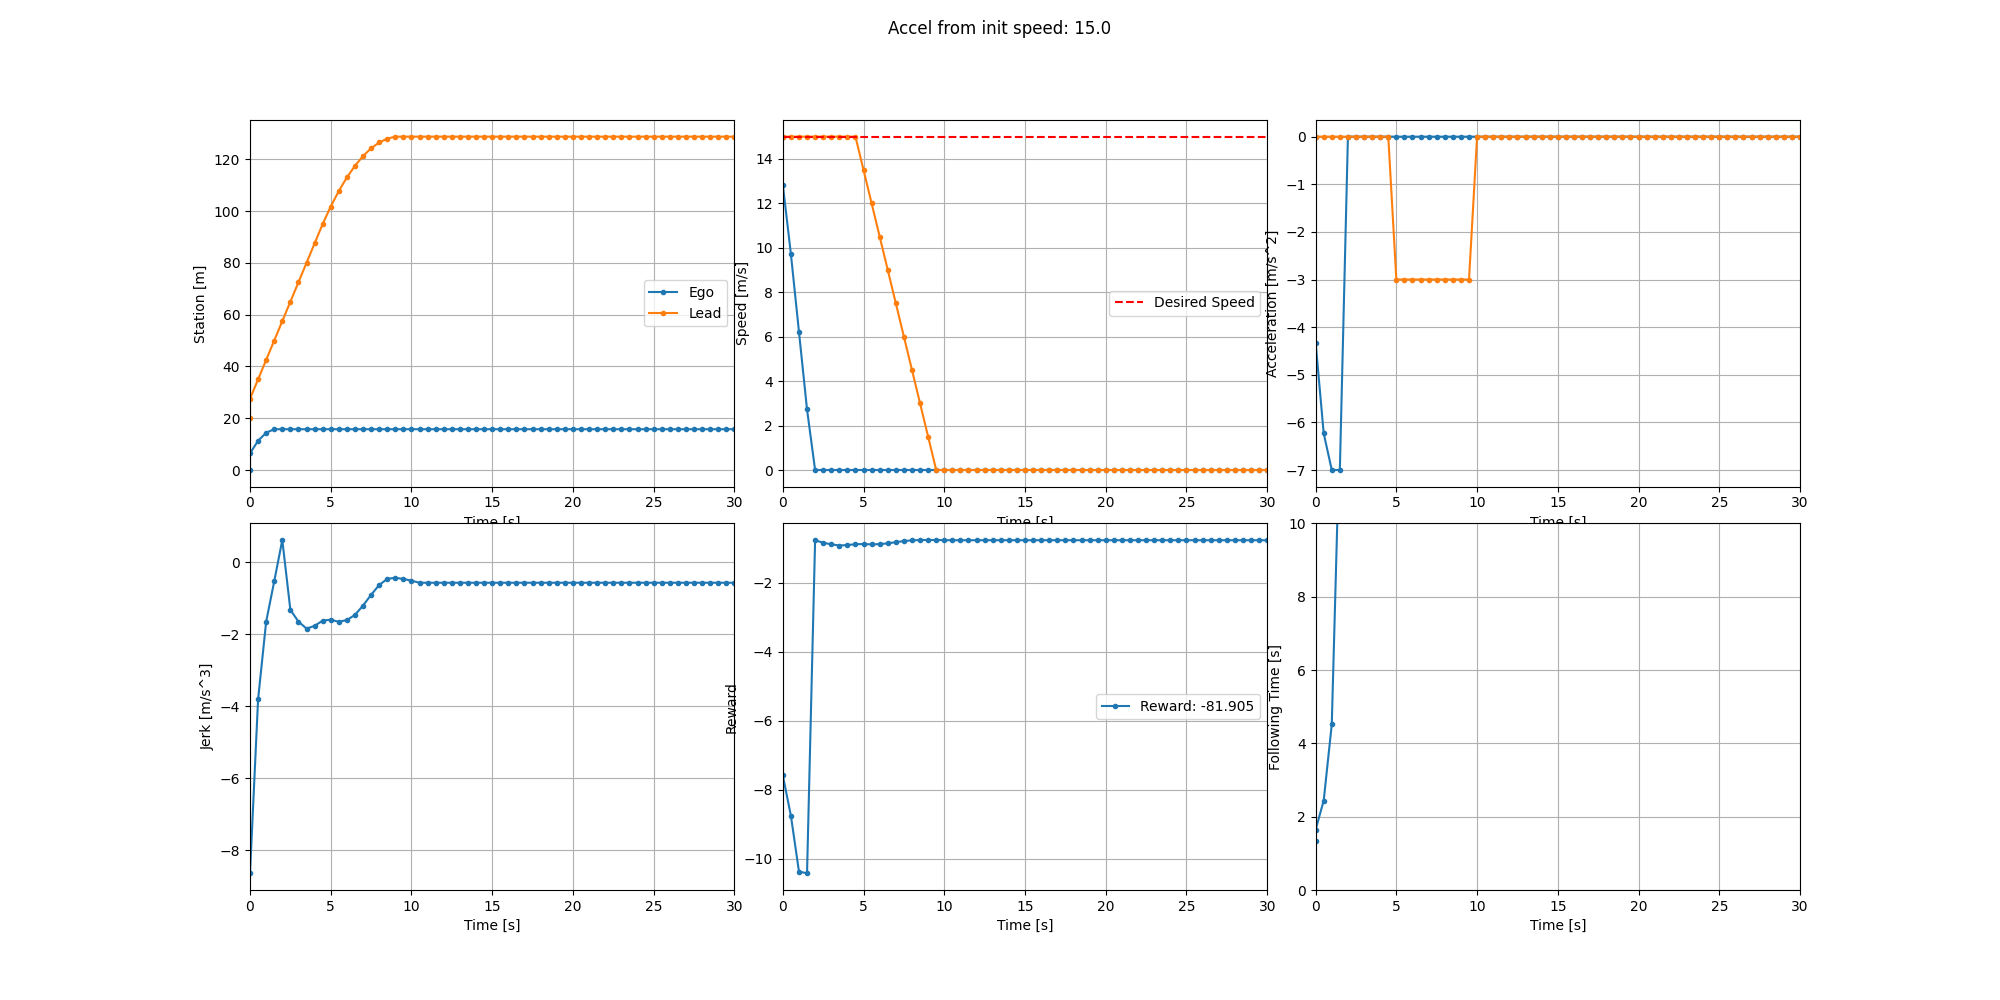 Accel from init speed: 15.0
Station [m]
120
100
80
60
40
20
0
Ego
Lead
0 5 10 15 20 25 30
Time [s]
Speed [m/s]
14
12
10
8
6
4
2
0
Desired Speed
0 5 10 15 20 25 30
Time [s]
Acceleration [m/s^2]
0
−1
−2
−3
−4
−5
−6
−7
0 5 10 15 20 25 30
Time [s]
Jerk [m/s^3]
0
−2
−4
−6
−8
0 5 10 15 20 25 30
Time [s]
Reward
−2
−4
−6
−8
−10
Reward: -81.905
0 5 10 15 20 25 30
Time [s]
Following Time [s]
10
8
6
4
2
0
0 5 10 15 20 25 30
Time [s]